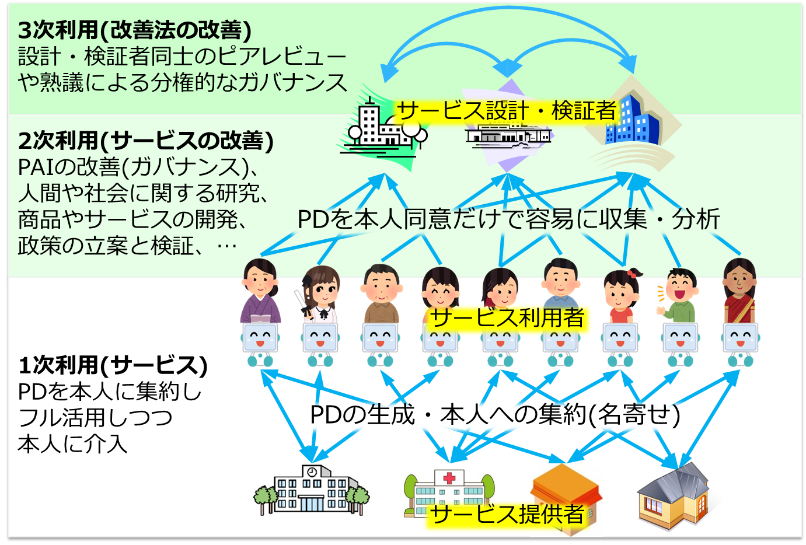 3次利用(改善法の改善)
設計・検証者同士のピアレビュー
や熟議による分権的なガバナンス
サービス設計・検証者
2次利用(サービスの改善)
PAIの改善(ガバナンス)、
人間や社会に関する研究、
商品やサービスの開発、
政策の立案と検証、…
PDを本人同意だけで容易に収集・分析
サービス利用者
1次利用(サービス)
PDを本人に集約し
フル活用しつつ
本人に介入
PDの生成・本人への集約(名寄せ)
サービス提供者